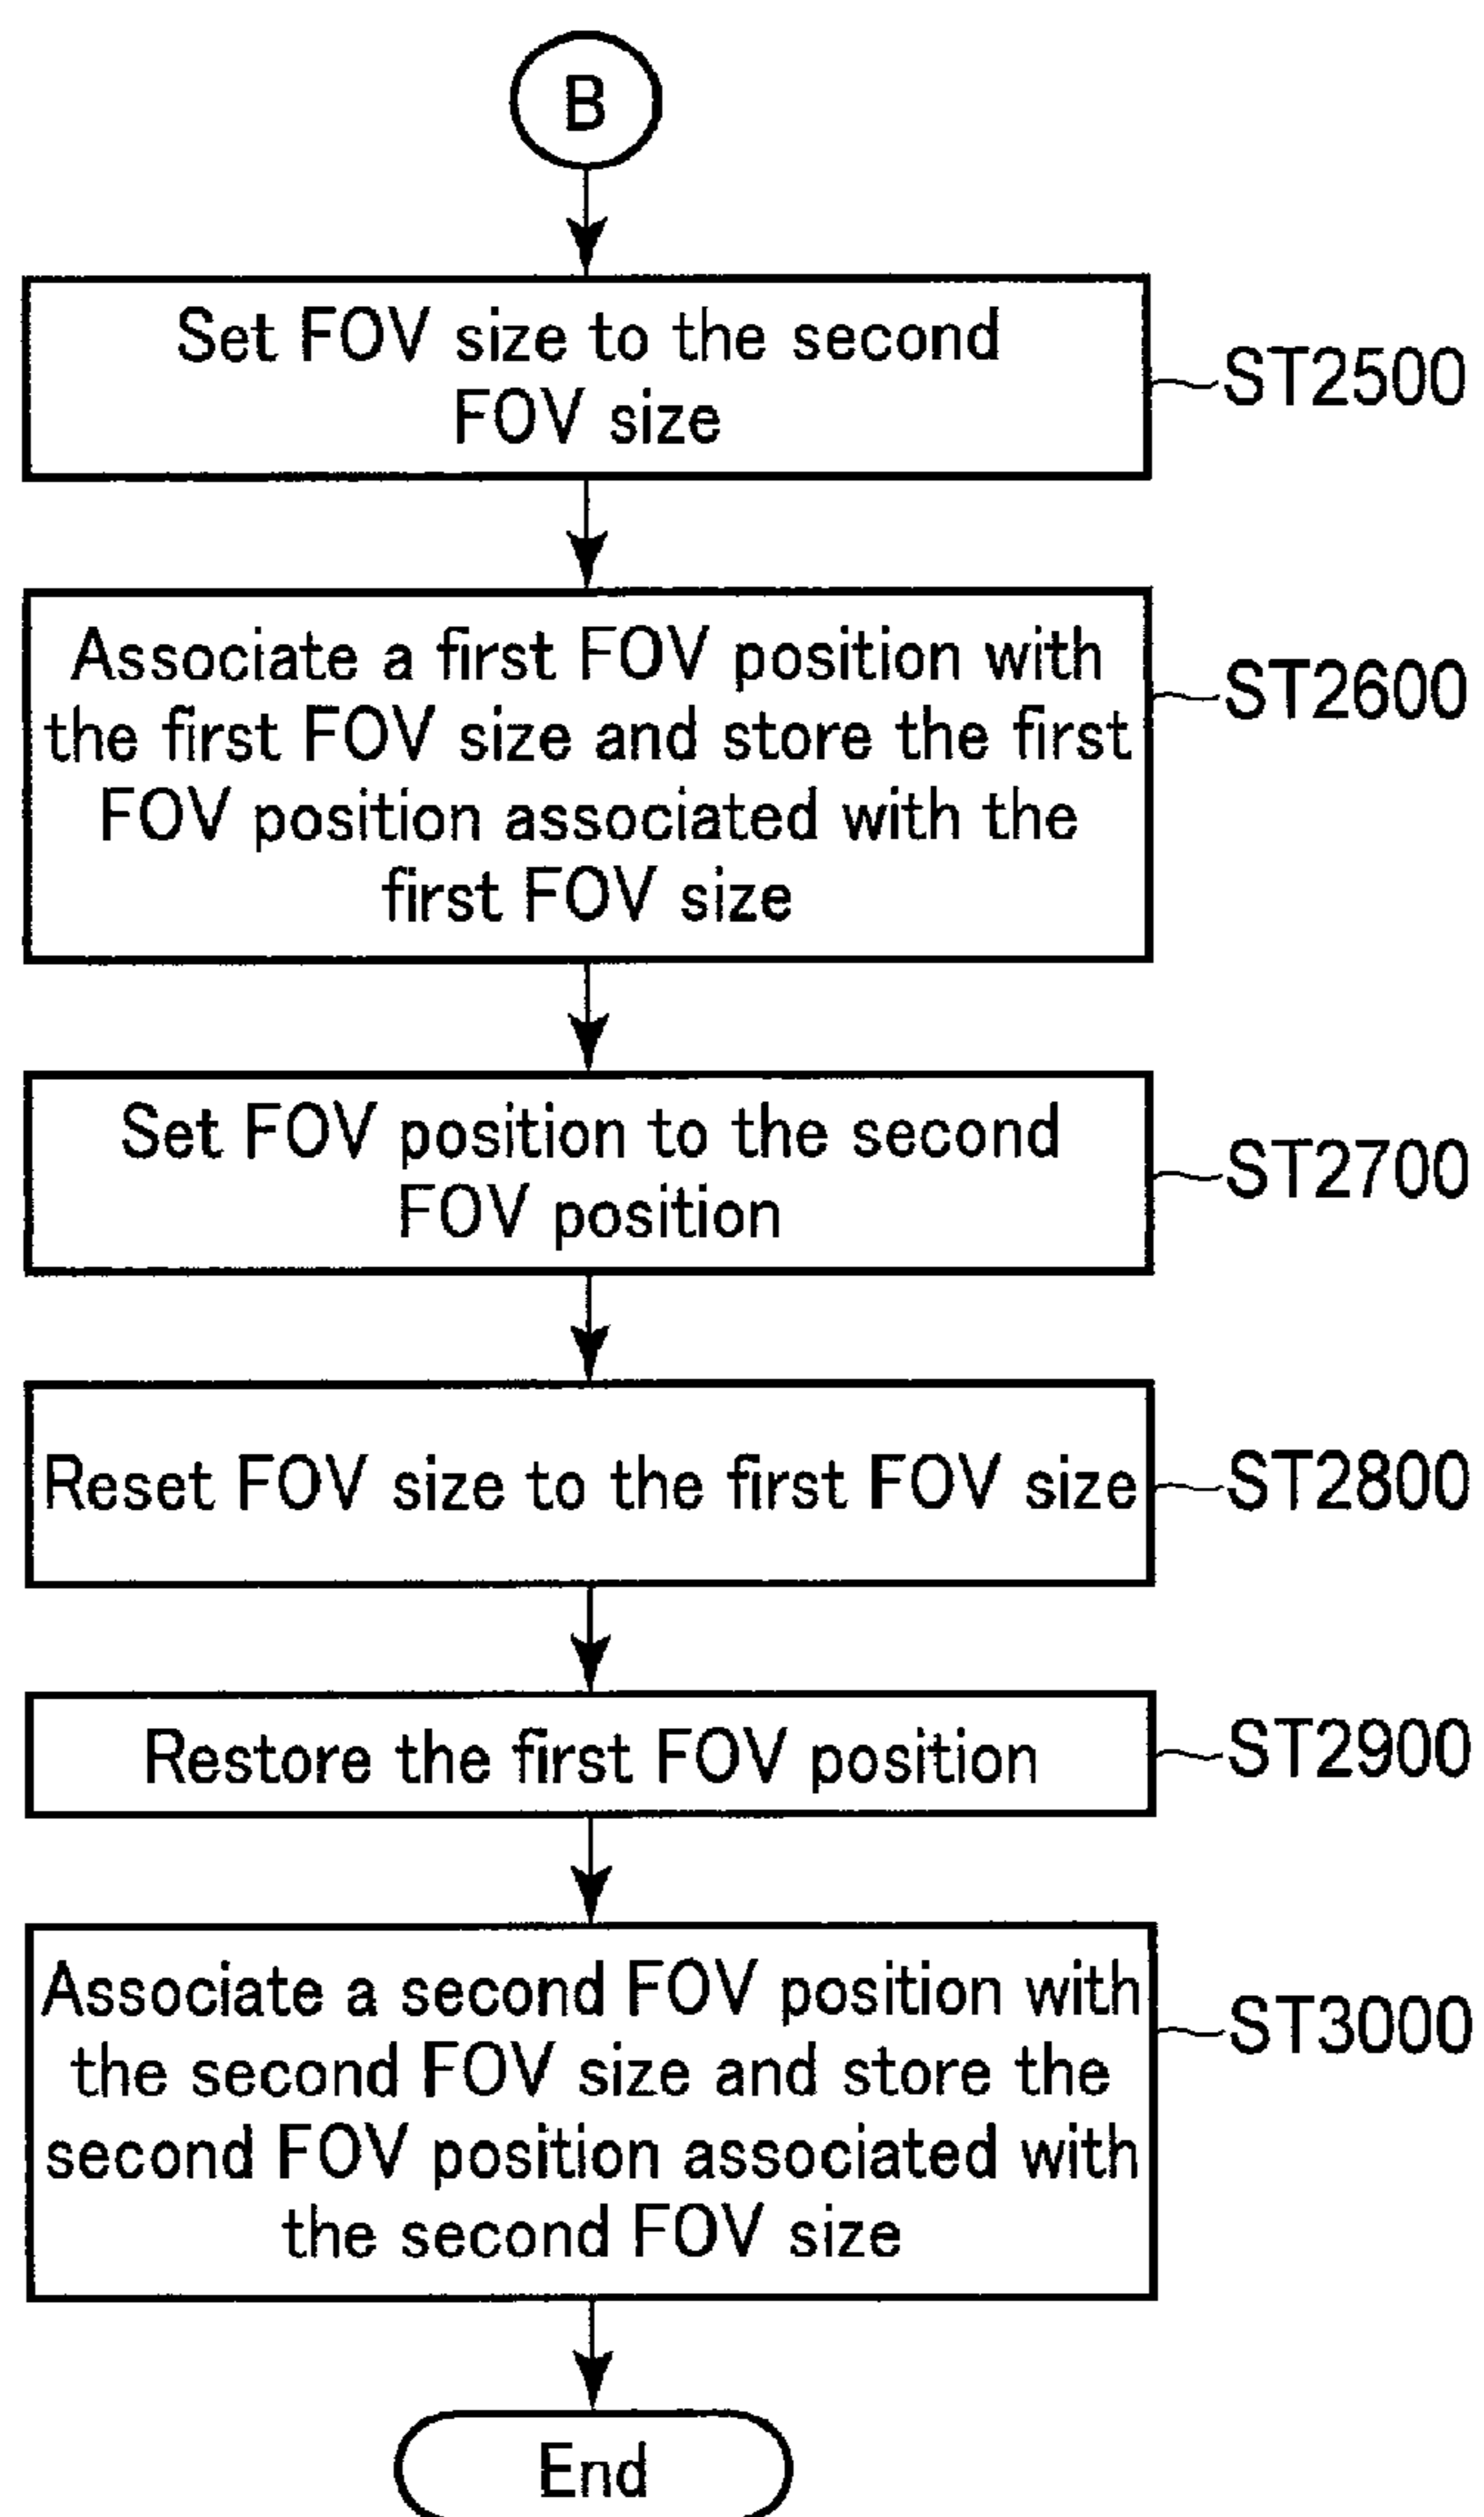 B
Set FOV size to the second
FOV size
ST2500
Associate a first FOV position with
the first FOV size and store the first
FOV position associated with the
first FOV size
ST2600
Set FOV position to the second
FOV position
ST2700
Reset FOV size to the first FOV size
ST2800
Restore the first FOV position
ST2900
Associate a second FOV position with
the second FOV size and store the
second FOV position associated with
the second FOV size
ST3000
End